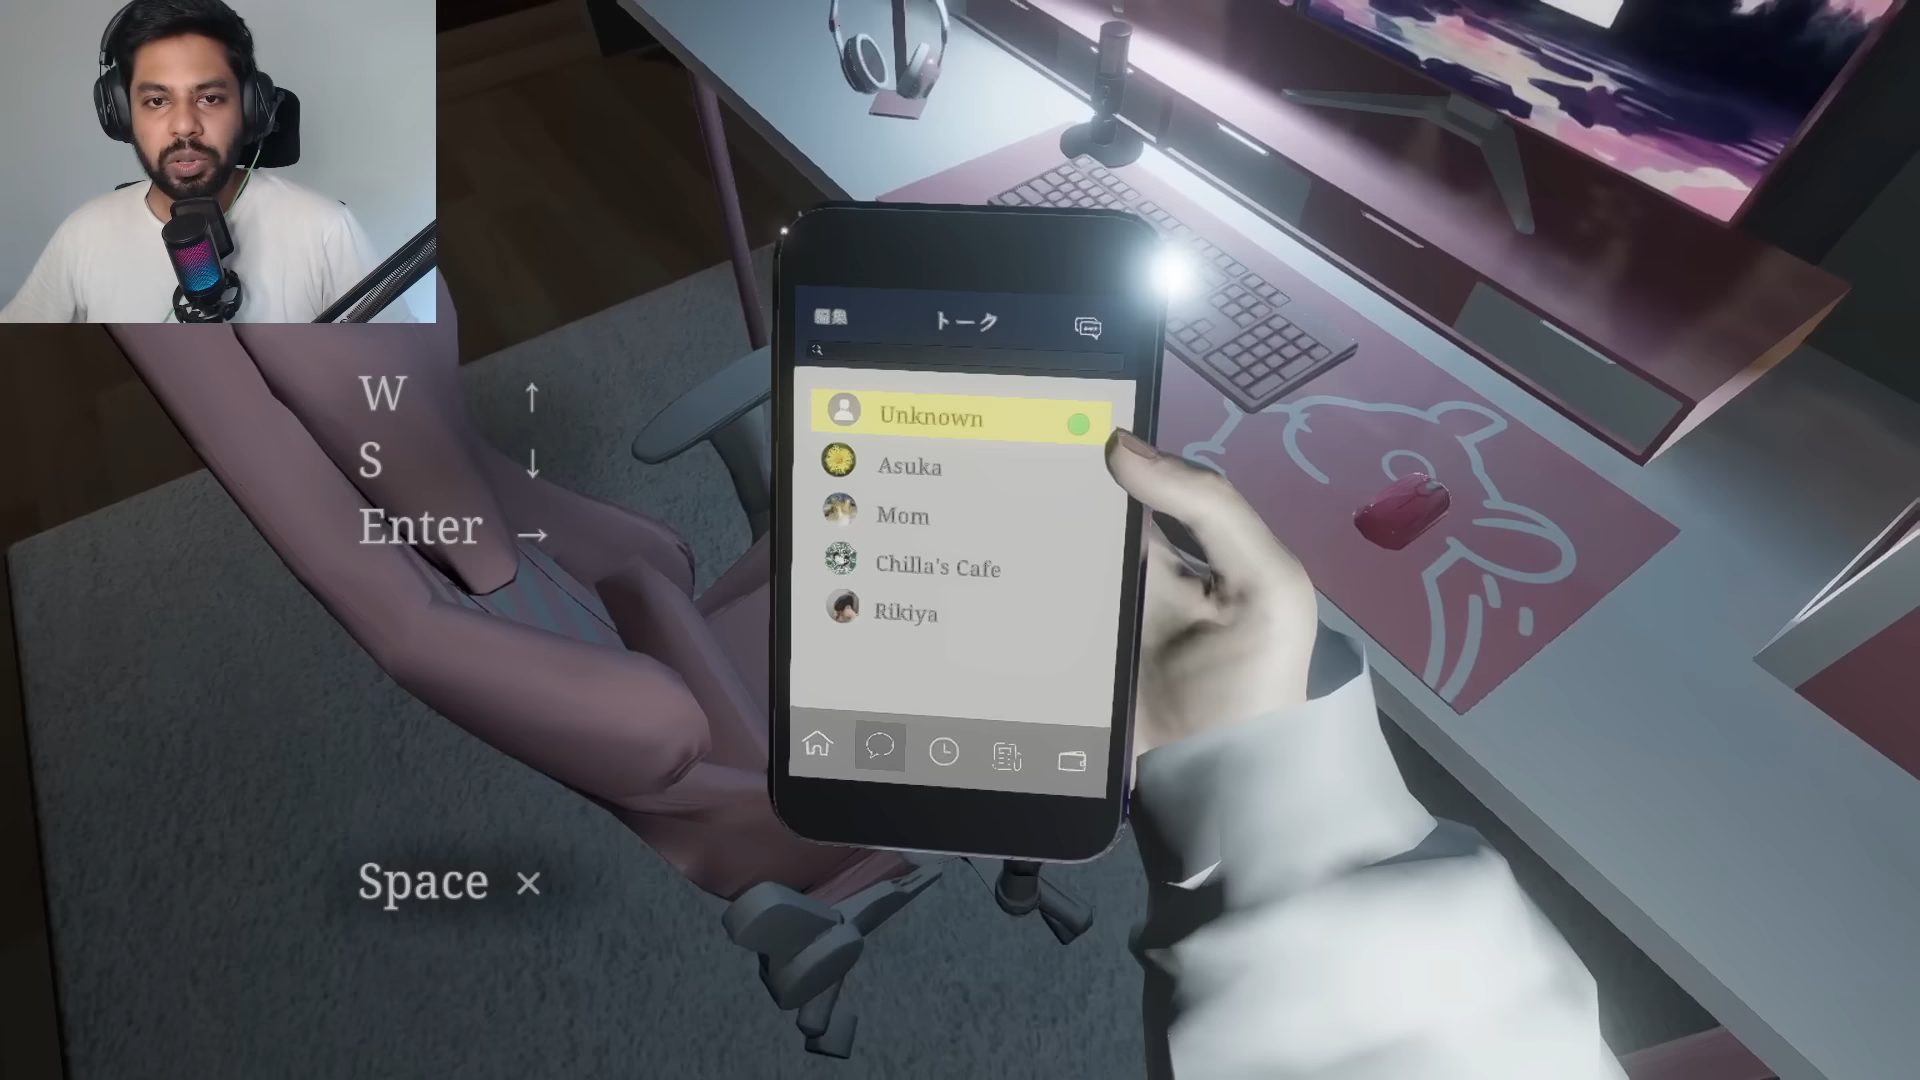 編集
トーク
Unknown
Asuka
Mom
Chilla's Cafe
Rikiya
W ↑
S ↓
Enter →
Space ×